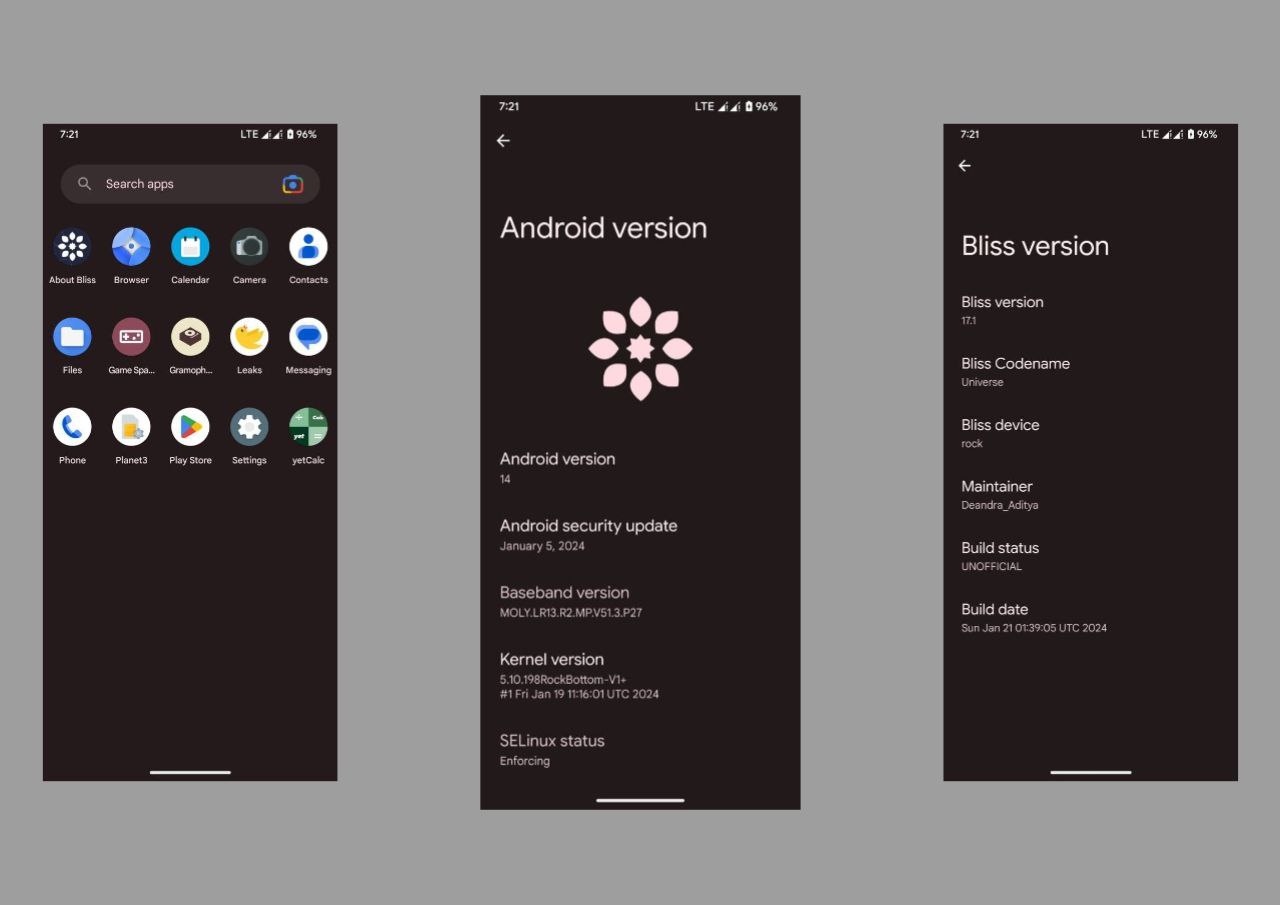 7:21
LTE 96%
Search apps
About Bliss Browser Calendar Camera Contacts
Files Game Spa... Gramoph... Leaks Messaging
Calc
yet
Phone Planet3 Play Store Settings yetCalc
7:21
LTE 96%
Android version
Android version
14
Android security update
January 5, 2024
Baseband version
MOLY.LR13.R2.MP.V51.3.P27
Kernel version
5.10.198RockBottom-V1+
#1 Fri Jan 19 11:16:01 UTC 2024
SELinux status
Enforcing
7:21
LTE 96%
Bliss version
Bliss version
17.1
Bliss Codename
Universe
Bliss device
rock
Maintainer
Deandra_Aditya
Build status
UNOFFICIAL
Build date
Sun Jan 21 01:39:05 UTC 2024